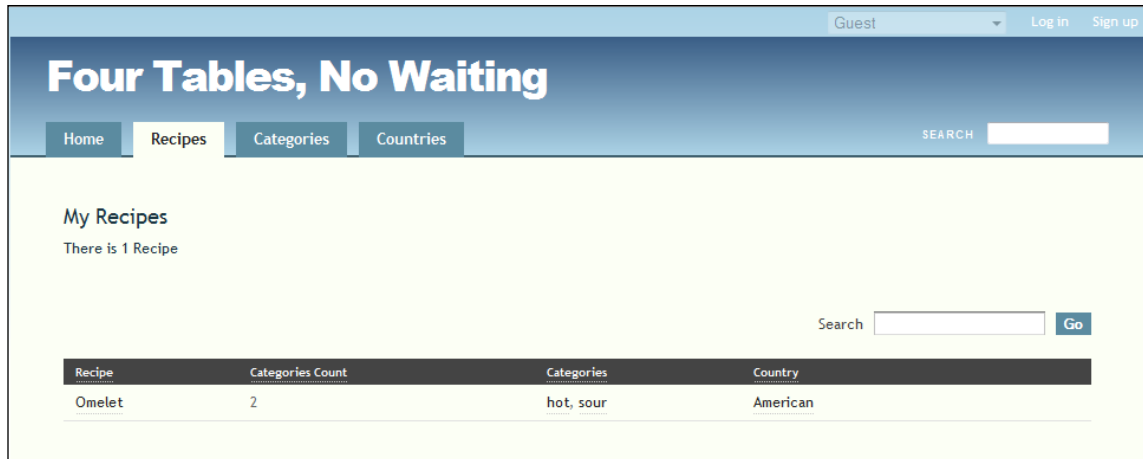 Guest Log in Sign up
Four Tables, No Waiting
Home Recipes Categories Countries SEARCH
My Recipes
There is 1 Recipe
Search Go
Recipe Categories Count Categories Country
Omelet 2 hot, sour American